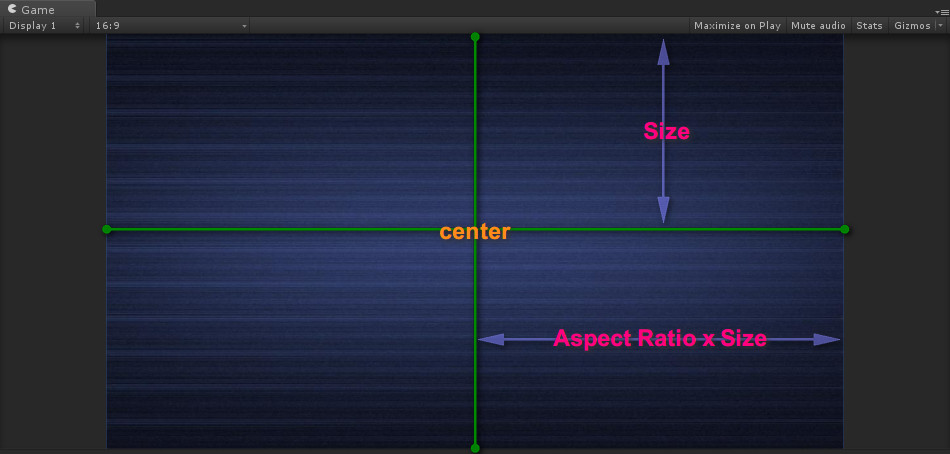 Game
Display 1 16:9 Maximize on Play Mute audio Stats Gizmos
Size
center
Aspect Ratio x Size